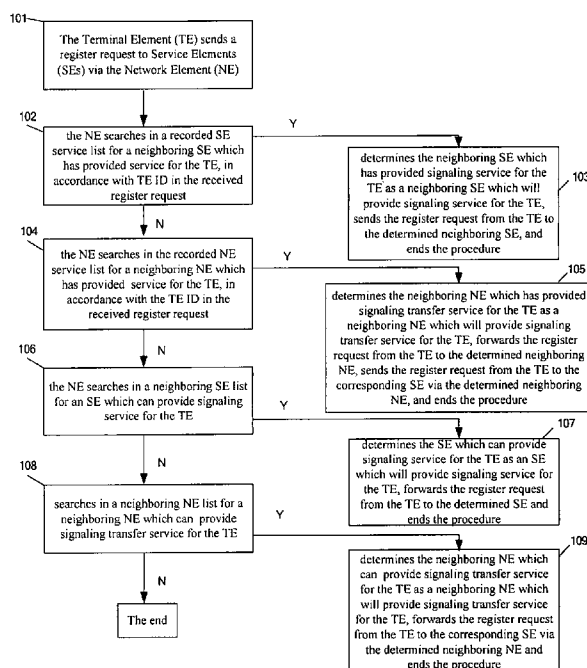 101
The Terminal Element (TE) sends a
register request to Service Elements
(SEs) via the Network Element (NE)
102
the NE searches in a recorded SE
service list for a neighboring SE which
has provided service for the TE, in
accordance with TE ID in the received
register request
Y
determines the neighboring SE which
has provided signaling service for
the TE as a neighboring SE which will
provide signaling service for the TE,
sends the register request from the TE to
the determined neighboring SE, and
ends the procedure
103
N
104
the NE searches in the recorded NE
service list for a neighboring NE which
has provided service for the TE, in
accordance with the TE ID in the
received register request
Y
105
determines the neighboring NE which has provided
signaling transfer service for the TE as a
neighboring NE which will provide signaling
transfer service for the TE, forwards the register
request from the TE to the determined neighboring
NE, sends the register request from the TE to the
corresponding SE via the determined neighboring
NE, and ends the procedure
N
106
the NE searches in a neighboring SE list
for an SE which can provide signaling
service for the TE
Y
107
determines the SE which can provide
signaling service for the TE as an SE
which will provide signaling service for
the TE, forwards the register request
from the TE to the determined SE and
ends the procedure
N
108
searches in a neighboring NE list for a
neighboring NE which can provide
signaling transfer service for the TE
Y
109
determines the neighboring NE which
can provide signaling transfer service
for the TE as a neighboring NE which
will provide signaling transfer service
for the TE, forwards the register request
from the TE to the corresponding SE via
the determined neighboring NE and
ends the procedure
N
The end